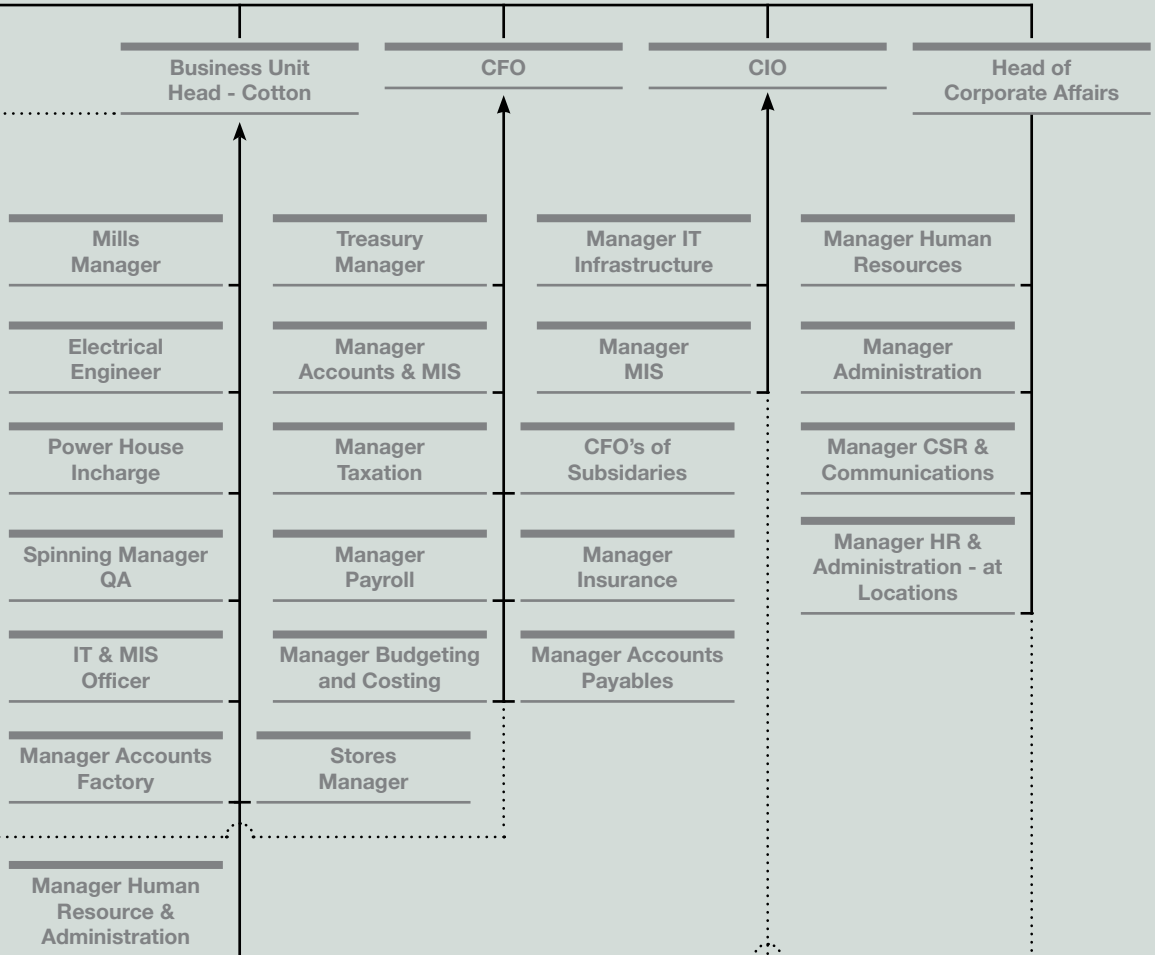 Business Unit
Head - Cotton
CFO
CIO
Head of
Corporate Affairs
Mills
Manager
Treasury
Manager
Manager IT
Infrastructure
Manager Human
Resources
Electrical
Engineer
Manager
Accounts & MIS
Manager
MIS
Manager
Administration
Power House
Incharge
Manager
Taxation
CFO's of
Subsidaries
Manager CSR &
Communications
Spinning Manager
QA
Manager
Payroll
Manager
Insurance
Manager HR &
Administration - at
Locations
IT & MIS
Officer
Manager Budgeting
and Costing
Manager Accounts
Payables
Manager Accounts
Factory
Stores
Manager
Manager Human
Resource &
Administration